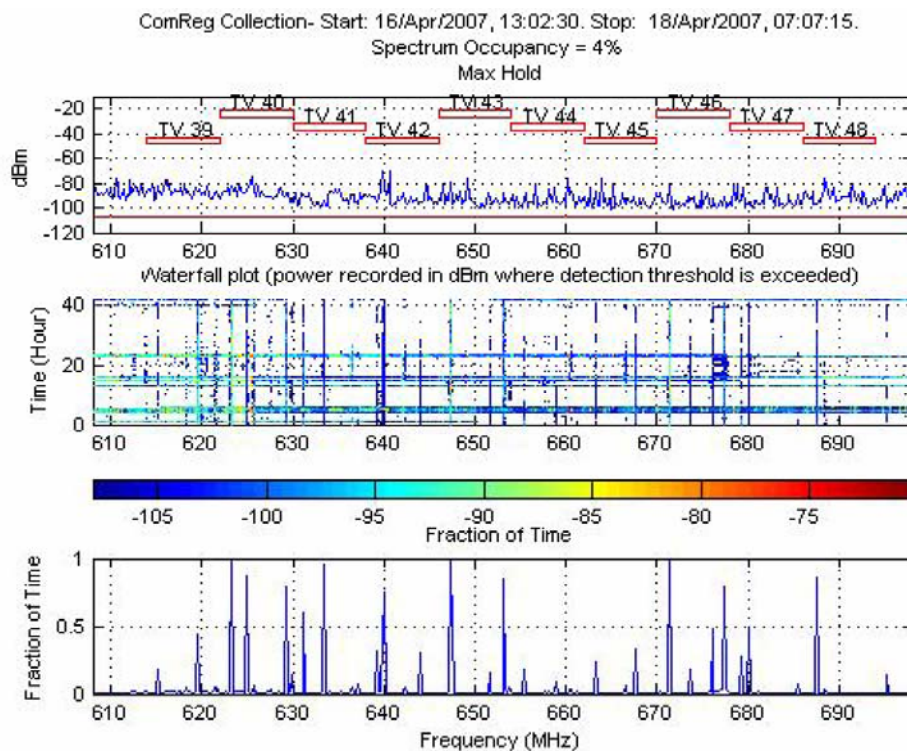 ComReg Collection- Start: 16/Apr/2007, 13:02:30. Stop: 18/Apr/2007, 07:07:15.
Spectrum Occupancy = 4%
Max Hold
dBm
-20
-40
-60
-80
-100
-120
TV 39
TV 40
TV 41
TV 42
TV 43
TV 44
TV 45
TV 46
TV 47
TV 48
610 620 630 640 650 660 670 680 690
Waterfall plot (power recorded in dBm where detection threshold is exceeded)
Time (Hour)
40
20
0
610 620 630 640 650 660 670 680 690
-105 -100 -95 -90 -85 -80 -75
Fraction of Time
Fraction of Time
1
0.5
0
610 620 630 640 650 660 670 680 690
Frequency (MHz)